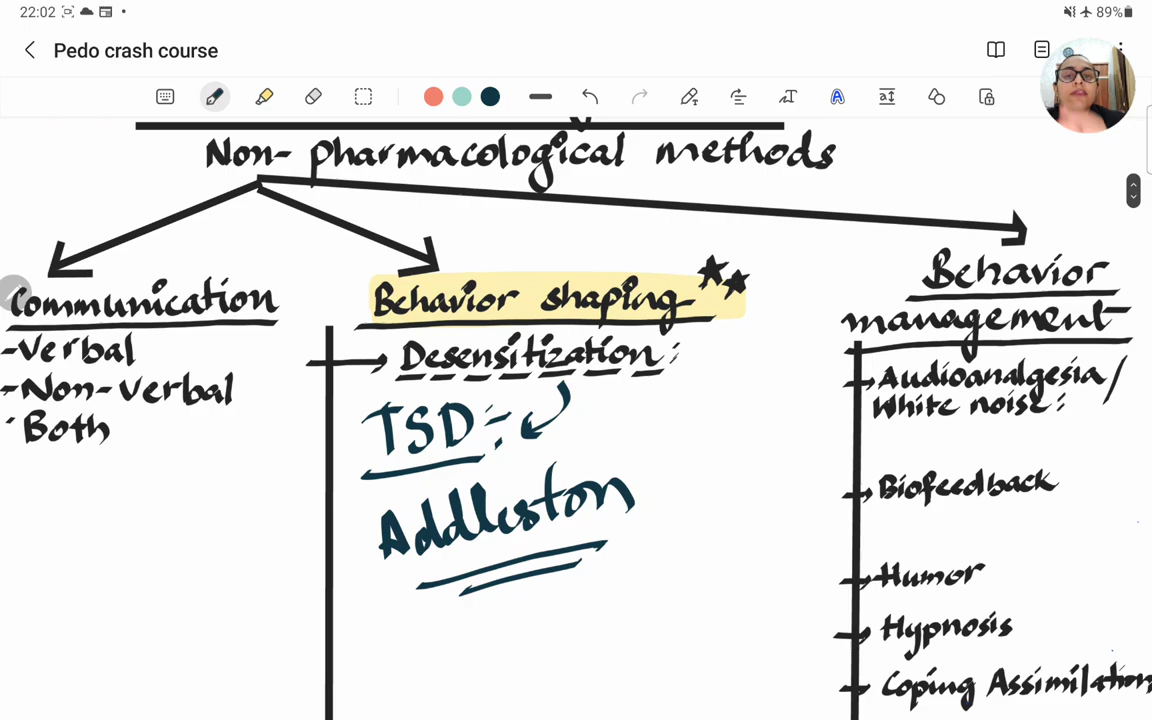 22:02
89%
Pedo crash course
Non-pharmacological methods
Communication
-Verbal
-Non-Verbal
Both
Behavior shaping
Desensitization:
TSD:
Addleston
Behavior
management
Audioanalgesia/
White noise:
Biofeedback
Humor
Hypnosis
Coping Assimilation